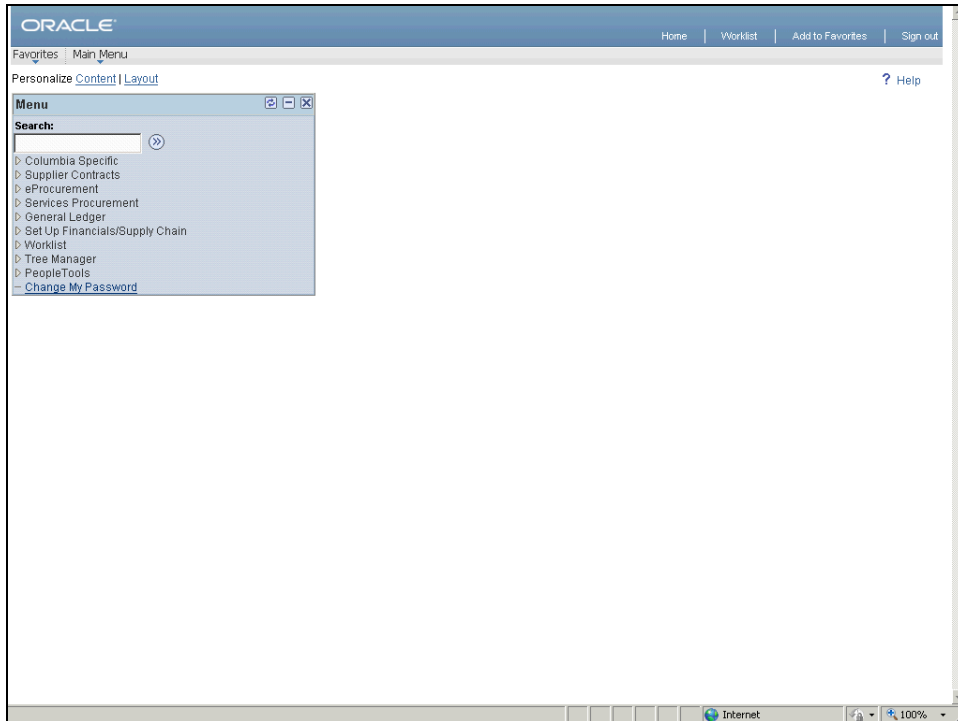 ORACLE
Home | Worklist | Add to Favorites | Sign out
Favorites Main Menu
Personalize Content | Layout
? Help
Menu
Search:
Columbia Specific
Supplier Contracts
eProcurement
Services Procurement
General Ledger
Set Up Financials/Supply Chain
Worklist
Tree Manager
PeopleTools
Change My Password
Internet
100%